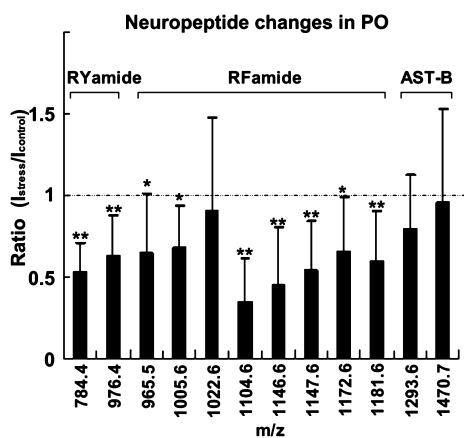 Neuropeptide changes in PO
RYamide RFamide AST-B
Ratio (Istress/Icontrol)
1.5
1
0.5
0
** ** * * ** ** ** * **
784.4 976.4 965.5 1005.6 1022.6 1104.6 1146.6 1147.6 1172.6 1181.6 1293.6 1470.7
m/z